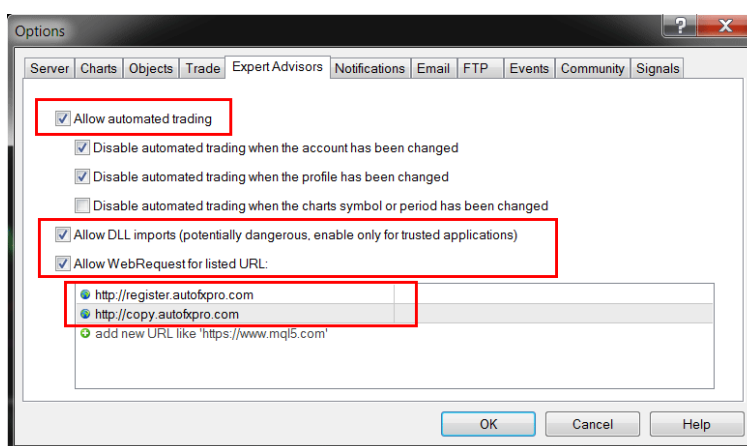 Options
? X
Server Charts Objects Trade Expert Advisors Notifications Email FTP Events Community Signals
Allow automated trading
Disable automated trading when the account has been changed
Disable automated trading when the profile has been changed
Disable automated trading when the charts symbol or period has been changed
Allow DLL imports (potentially dangerous, enable only for trusted applications)
Allow WebRequest for listed URL:
http://register.autofxpro.com
http://copy.autofxpro.com
add new URL like 'https://www.mql5.com'
OK Cancel Help